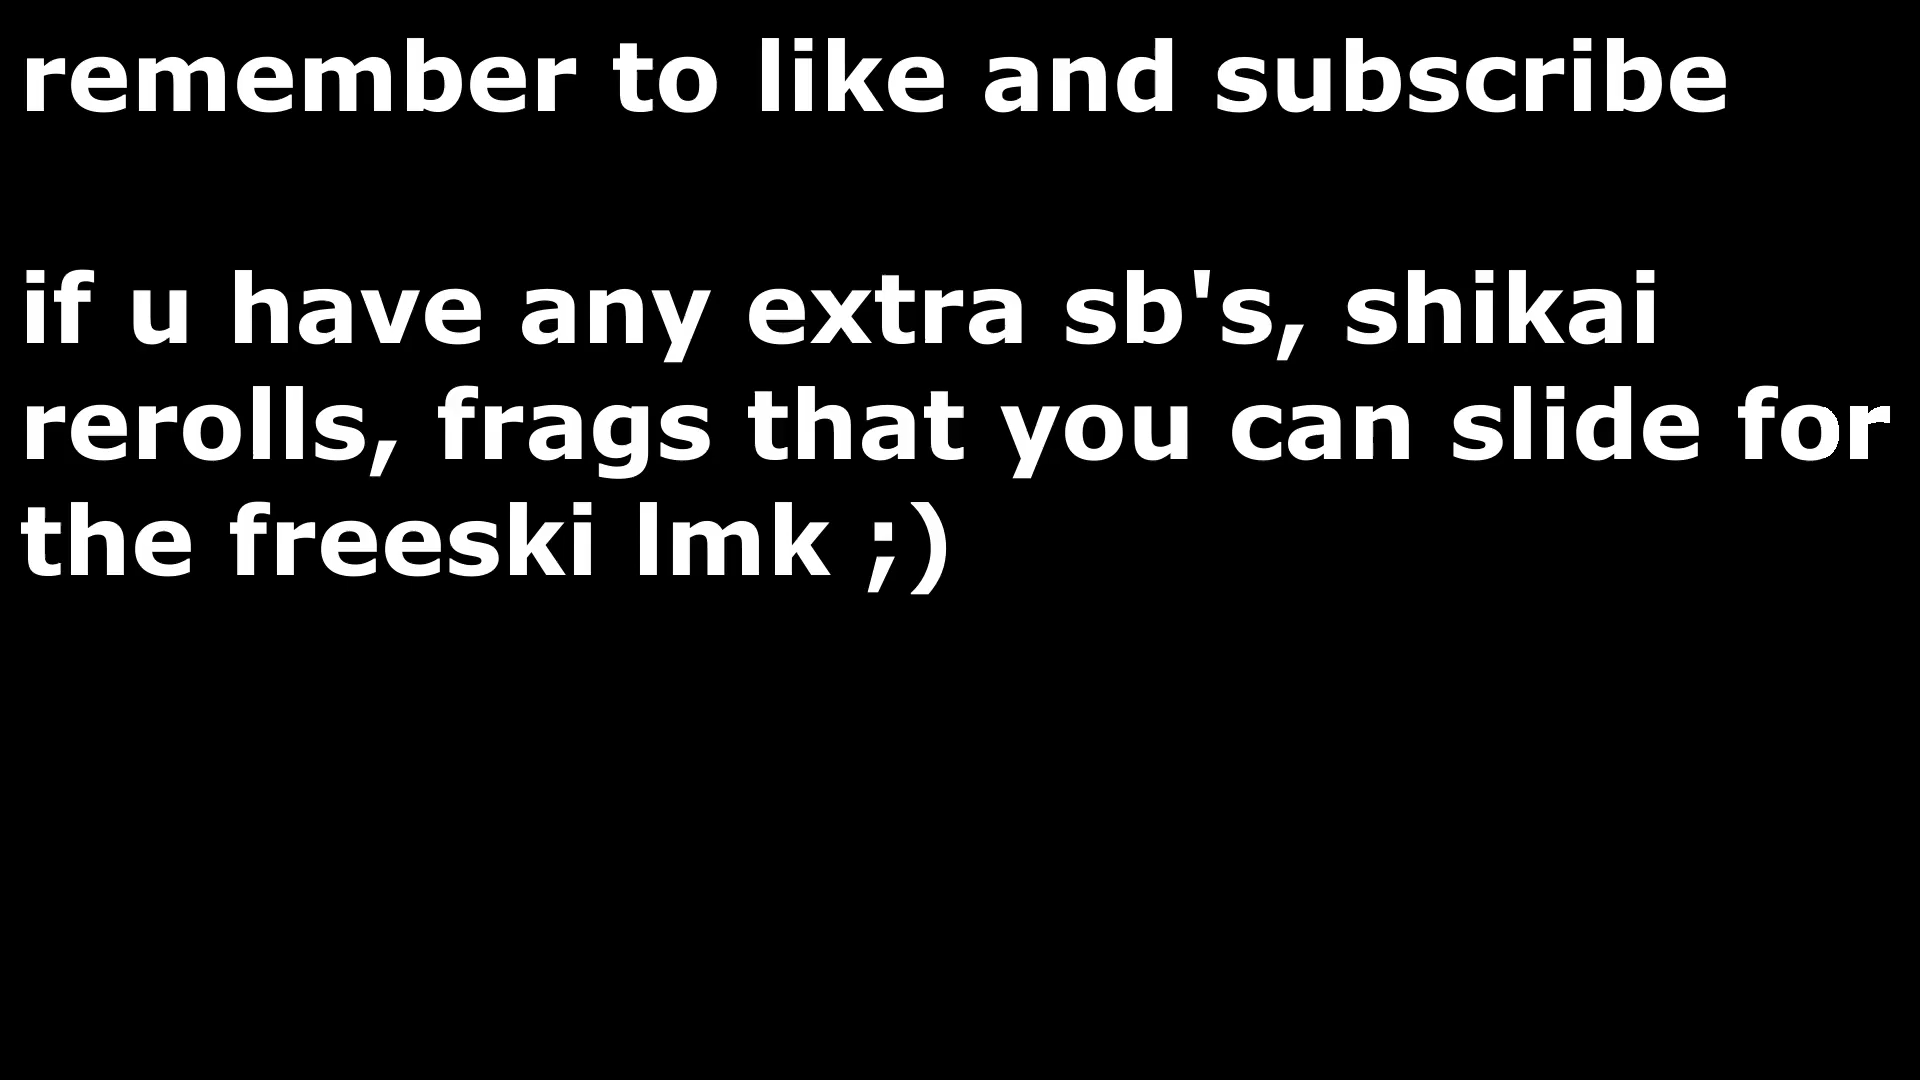 remember to like and subscribe
if u have any extra sb's, shikai
rerolls, frags that you can slide for
the freeski lmk ;)